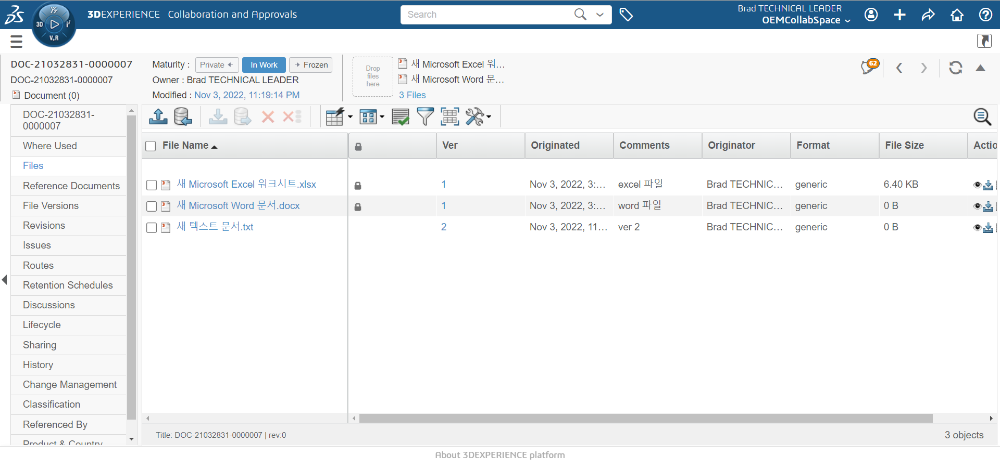 3DEXPERIENCE Collaboration and Approvals
Search
Brad TECHNICAL LEADER
OEMCollabSpace
3D
V.R
DOC-21032831-0000007
DOC-21032831-0000007
Document (0)
Maturity : Private In Work Frozen
Owner : Brad TECHNICAL LEADER
Modified : Nov 3, 2022, 11:19:14 PM
Drop
files
here
새 Microsoft Excel 워...
새 Microsoft Word 문...
3 Files
62
DOC-21032831-
0000007
Where Used
Files
Reference Documents
File Versions
Revisions
Issues
Routes
Retention Schedules
Discussions
Lifecycle
Sharing
History
Change Management
Classification
Referenced By
Product & Country
File Name Ver Originated Comments Originator Format File Size Actio
새 Microsoft Excel 워크시트.xlsx 1 Nov 3, 2022, 3:... excel 파일 Brad TECHNIC... generic 6.40 KB
새 Microsoft Word 문서.docx 1 Nov 3, 2022, 3:... word 파일 Brad TECHNIC... generic 0 B
새 텍스트 문서.txt 2 Nov 3, 2022, 11... ver 2 Brad TECHNIC... generic 0 B
Title: DOC-21032831-0000007 | rev:0
3 objects
About 3DEXPERIENCE platform